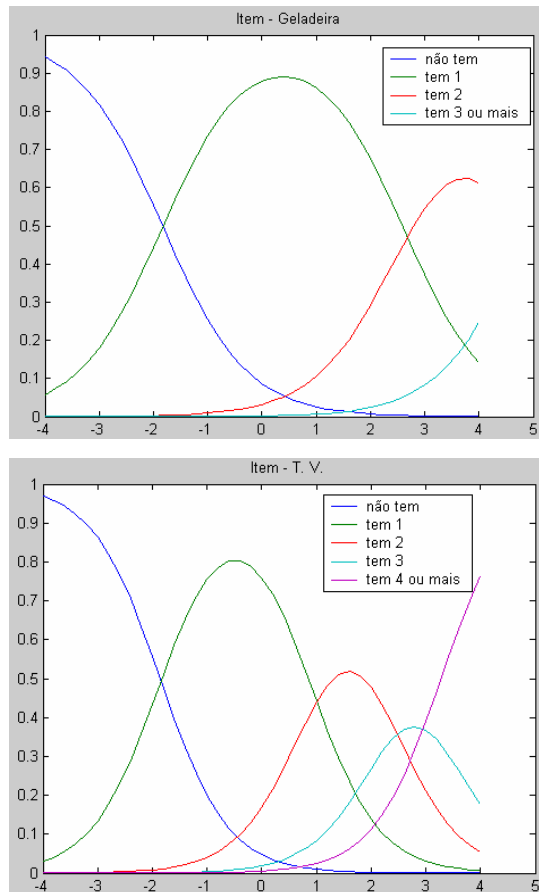 Item - Geladeira
1
0.9
0.8
0.7
0.6
0.5
0.4
0.3
0.2
0.1
0
não tem
tem 1
tem 2
tem 3 ou mais
-4 -3 -2 -1 0 1 2 3 4 5
Item - T. V.
1
0.9
0.8
0.7
0.6
0.5
0.4
0.3
0.2
0.1
0
não tem
tem 1
tem 2
tem 3
tem 4 ou mais
-4 -3 -2 -1 0 1 2 3 4 5